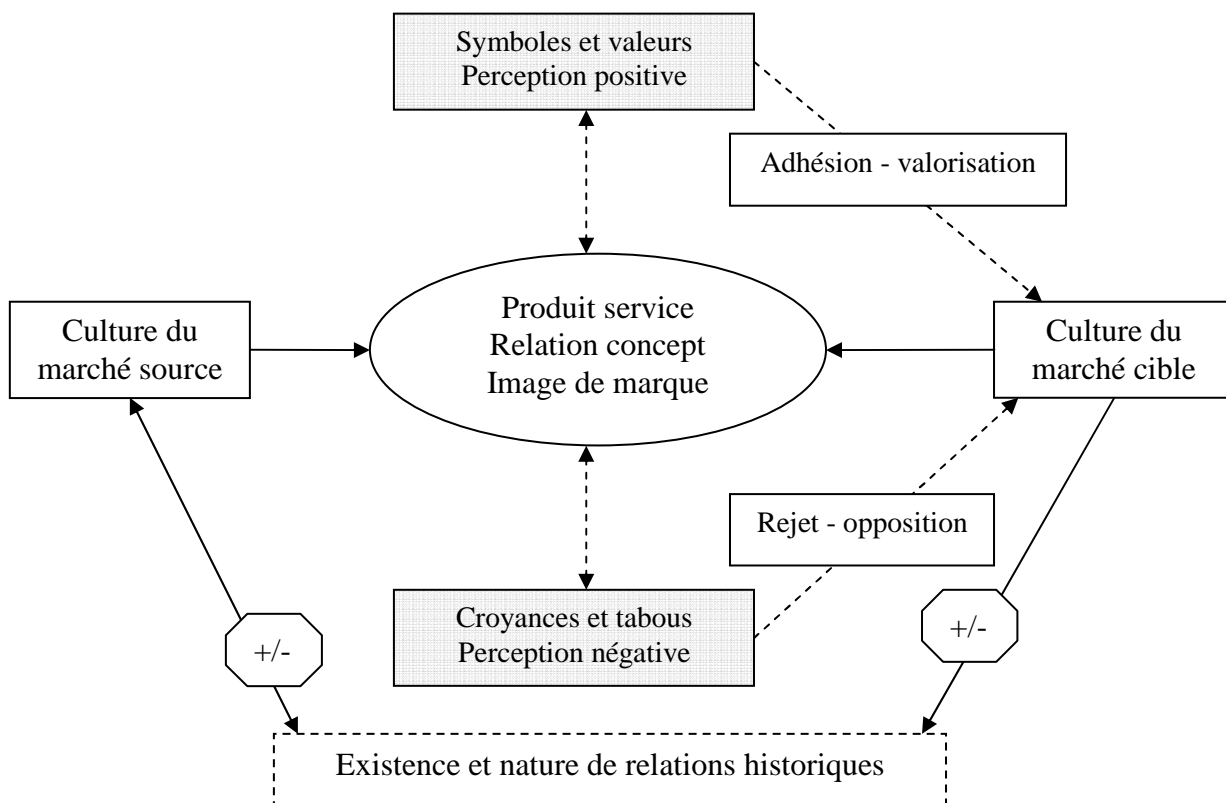 Symboles et valeurs
Perception positive
Adhésion - valorisation
Culture du
marché source
Produit service
Relation concept
Image de marque
Culture du
marché cible
Rejet - opposition
Croyances et tabous
Perception négative
+/-
+/-
Existence et nature de relations historiques